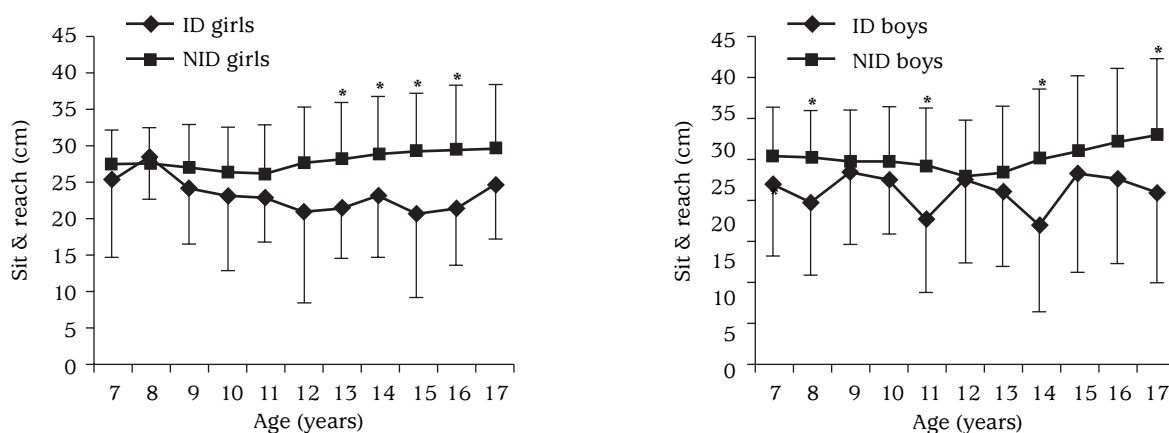 ID girls
NID girls
45
40
35
30
25
20
15
10
5
0
Sit & reach (cm)
* * * *
7 8 9 10 11 12 13 14 15 16 17
Age (years)
ID boys
NID boys
45
40
35
30
25
20
15
10
5
0
Sit & reach (cm)
* * * * *
7 8 9 10 11 12 13 14 15 16 17
Age (years)